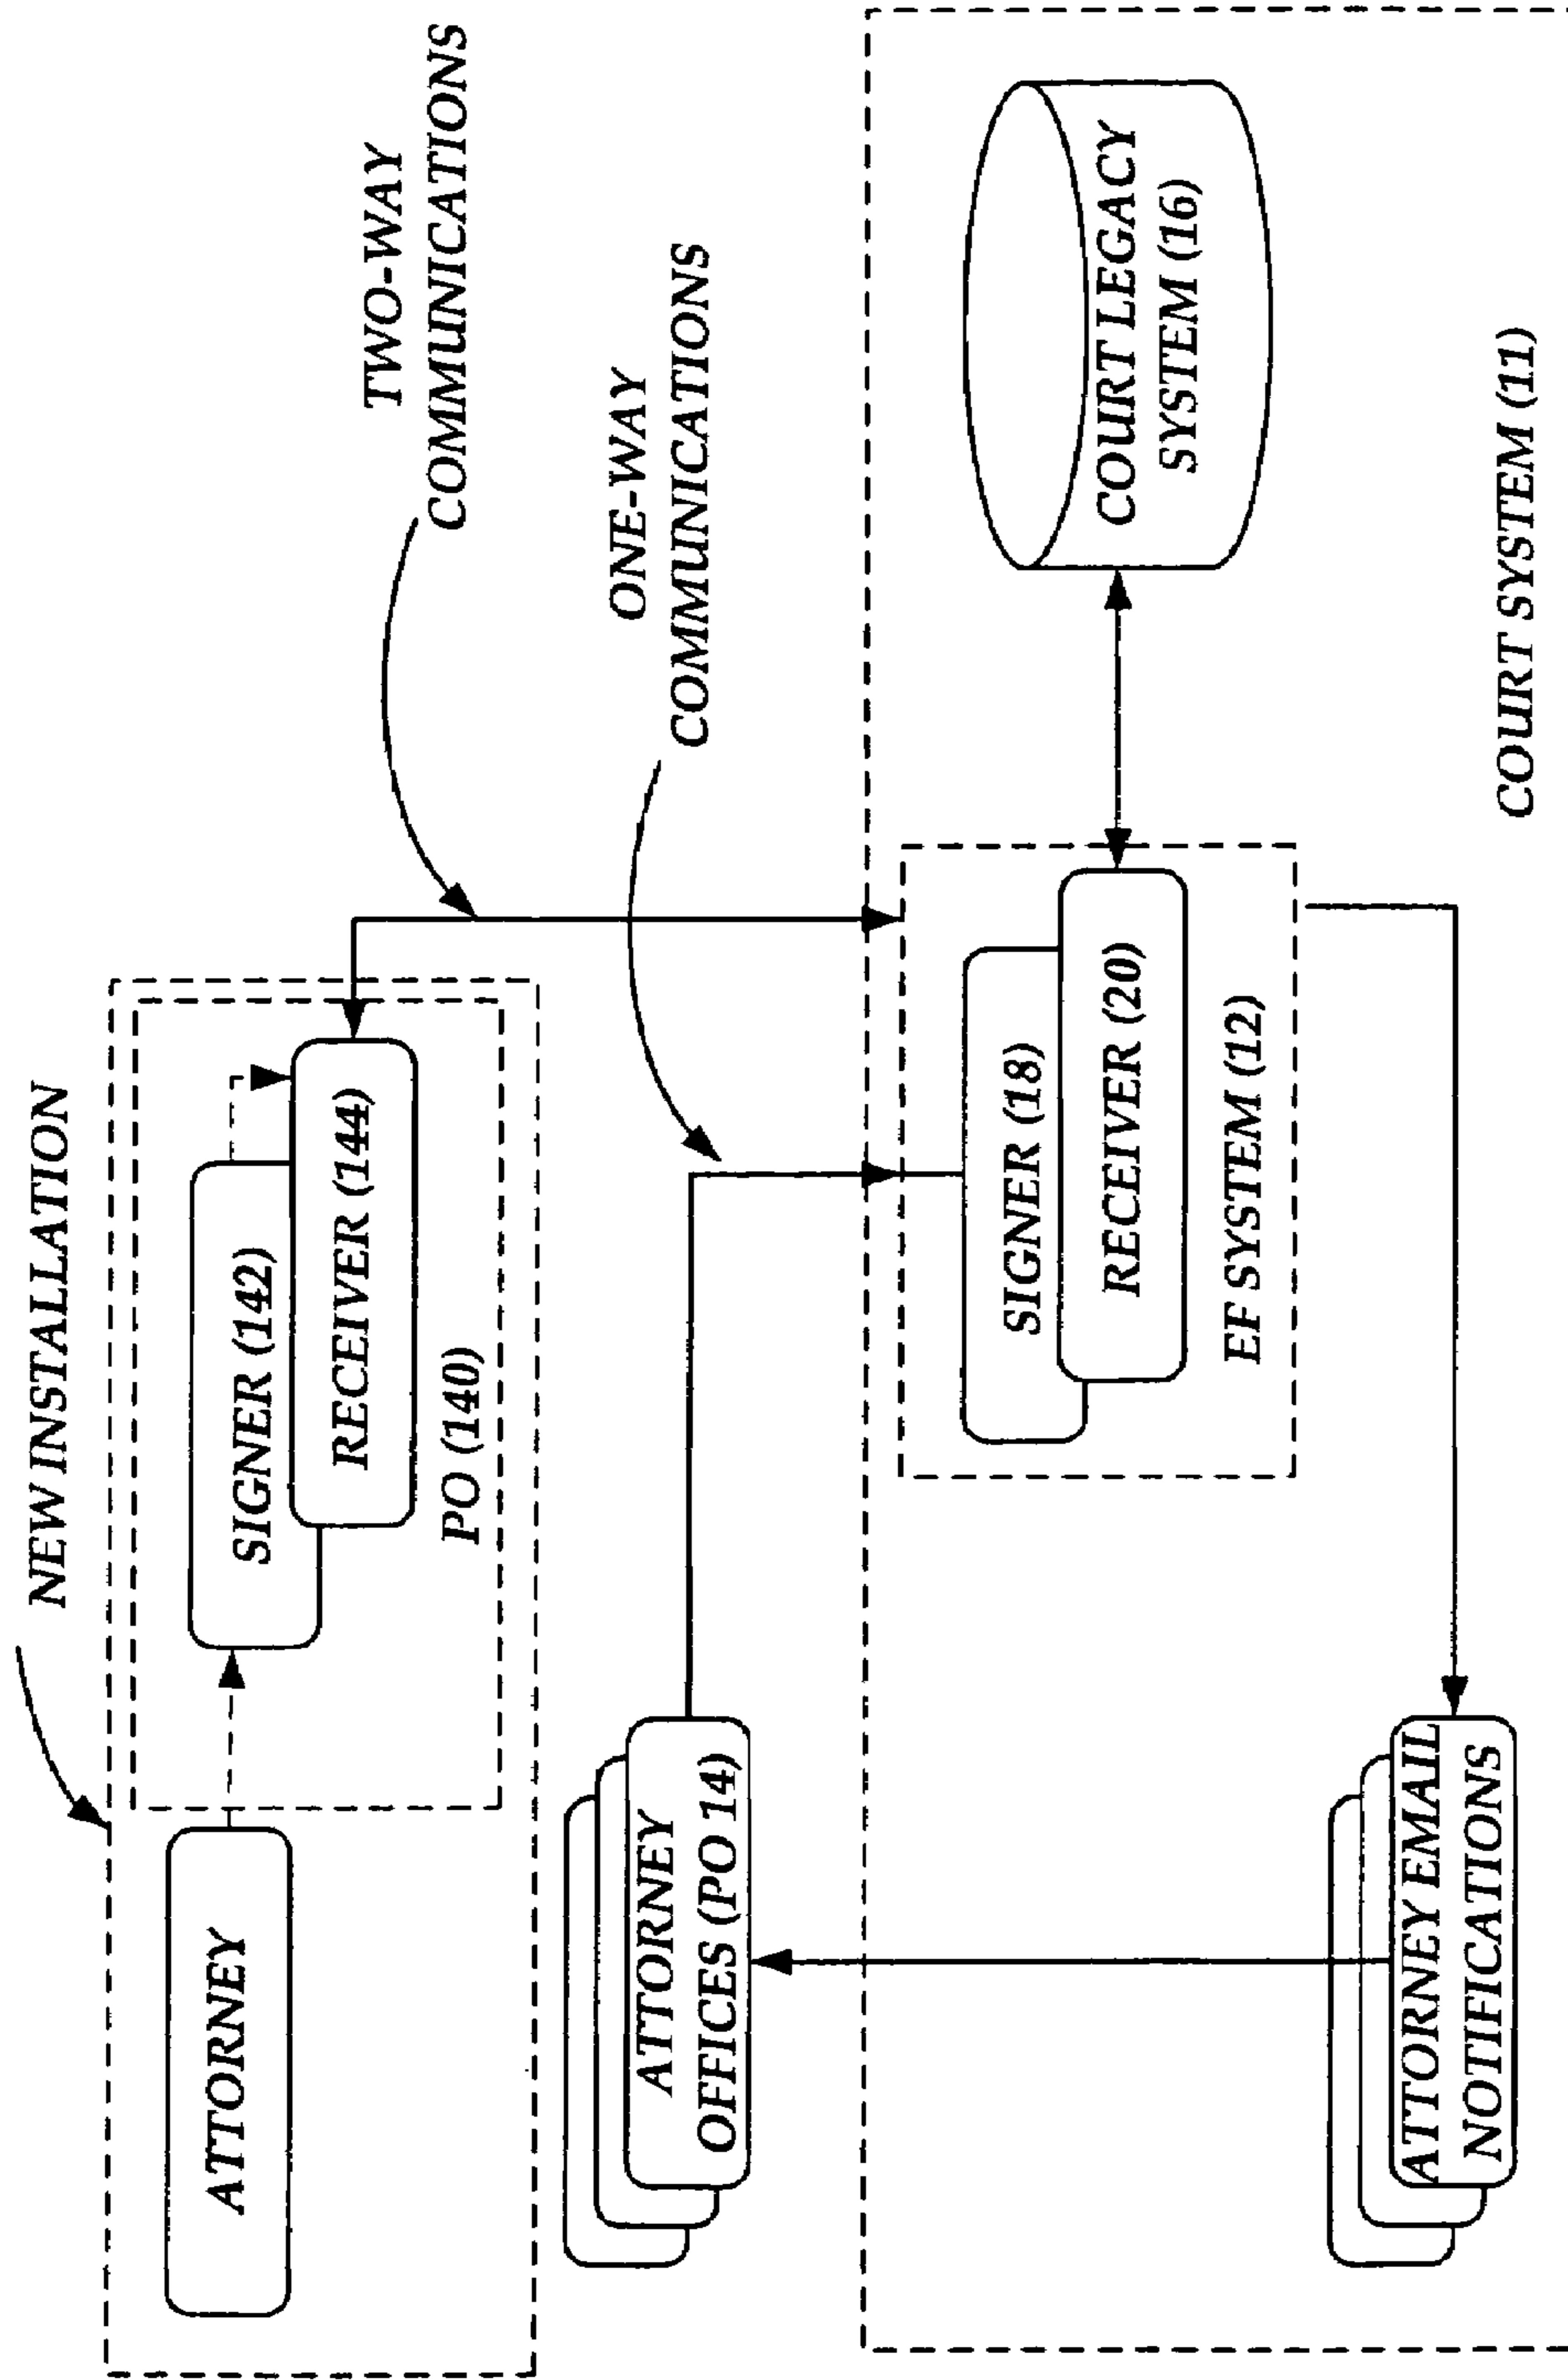 NEW INSTALLATION
ATTORNEY
SIGNER (142)
RECEIVER (144)
PO (140)
TWO-WAY
COMMUNICATIONS
ONE-WAY
COMMUNICATIONS
ATTORNEY
OFFICES (PO 14)
SIGNER (18)
RECEIVER (20)
EF SYSTEM (12)
COURT LEGACY
SYSTEM (16)
ATTORNEY EMAIL
NOTIFICATIONS
COURT SYSTEM (11)